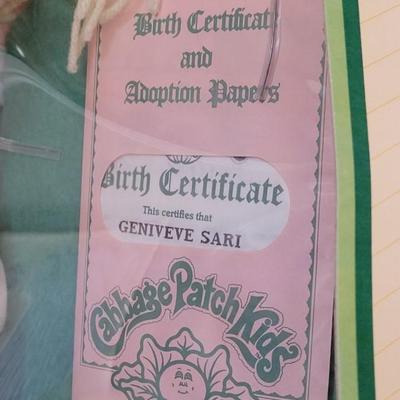 Birth Certificate
and
Adoption Papers
Birth Certificate
This certifies that
GENIVEVE SARI
Cabbage Patch Kids